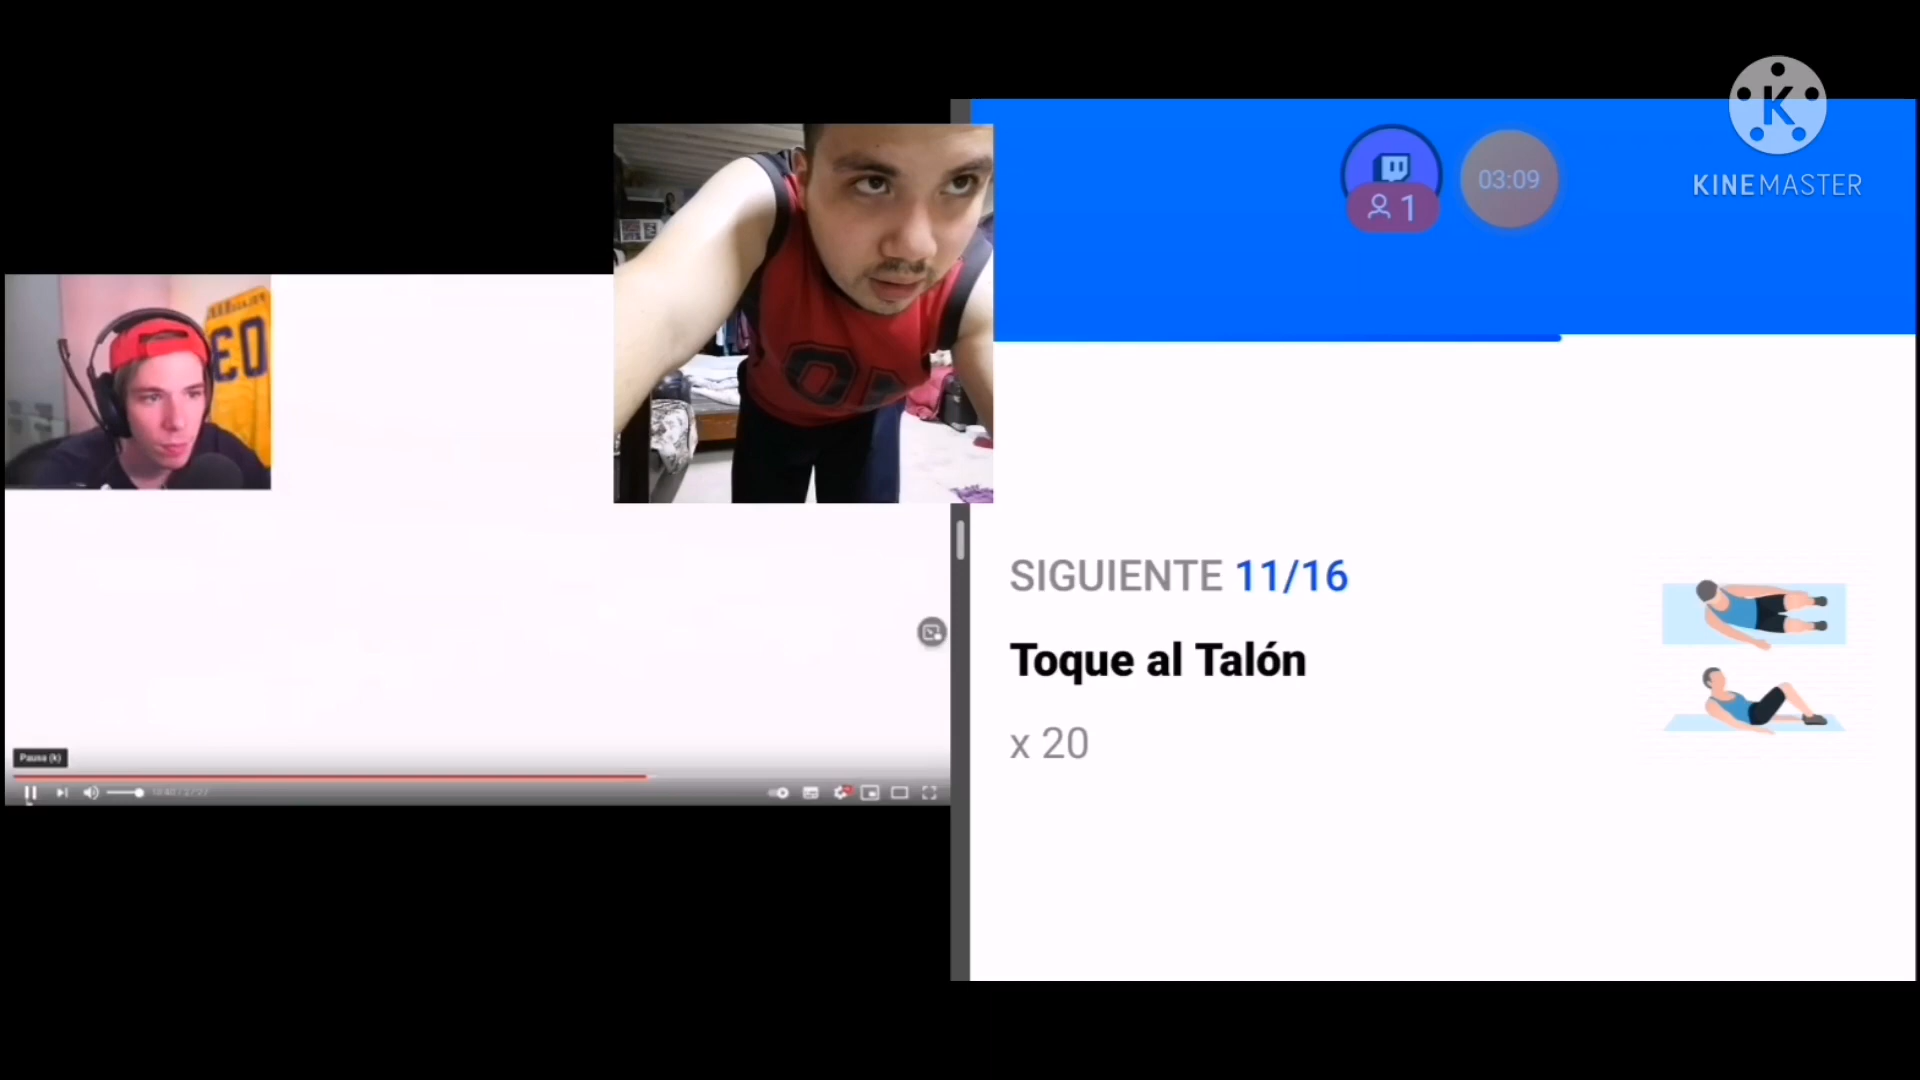 03:09
1
KINEMASTER
SIGUIENTE 11/16
Toque al Talón
x 20
Pausa (k)